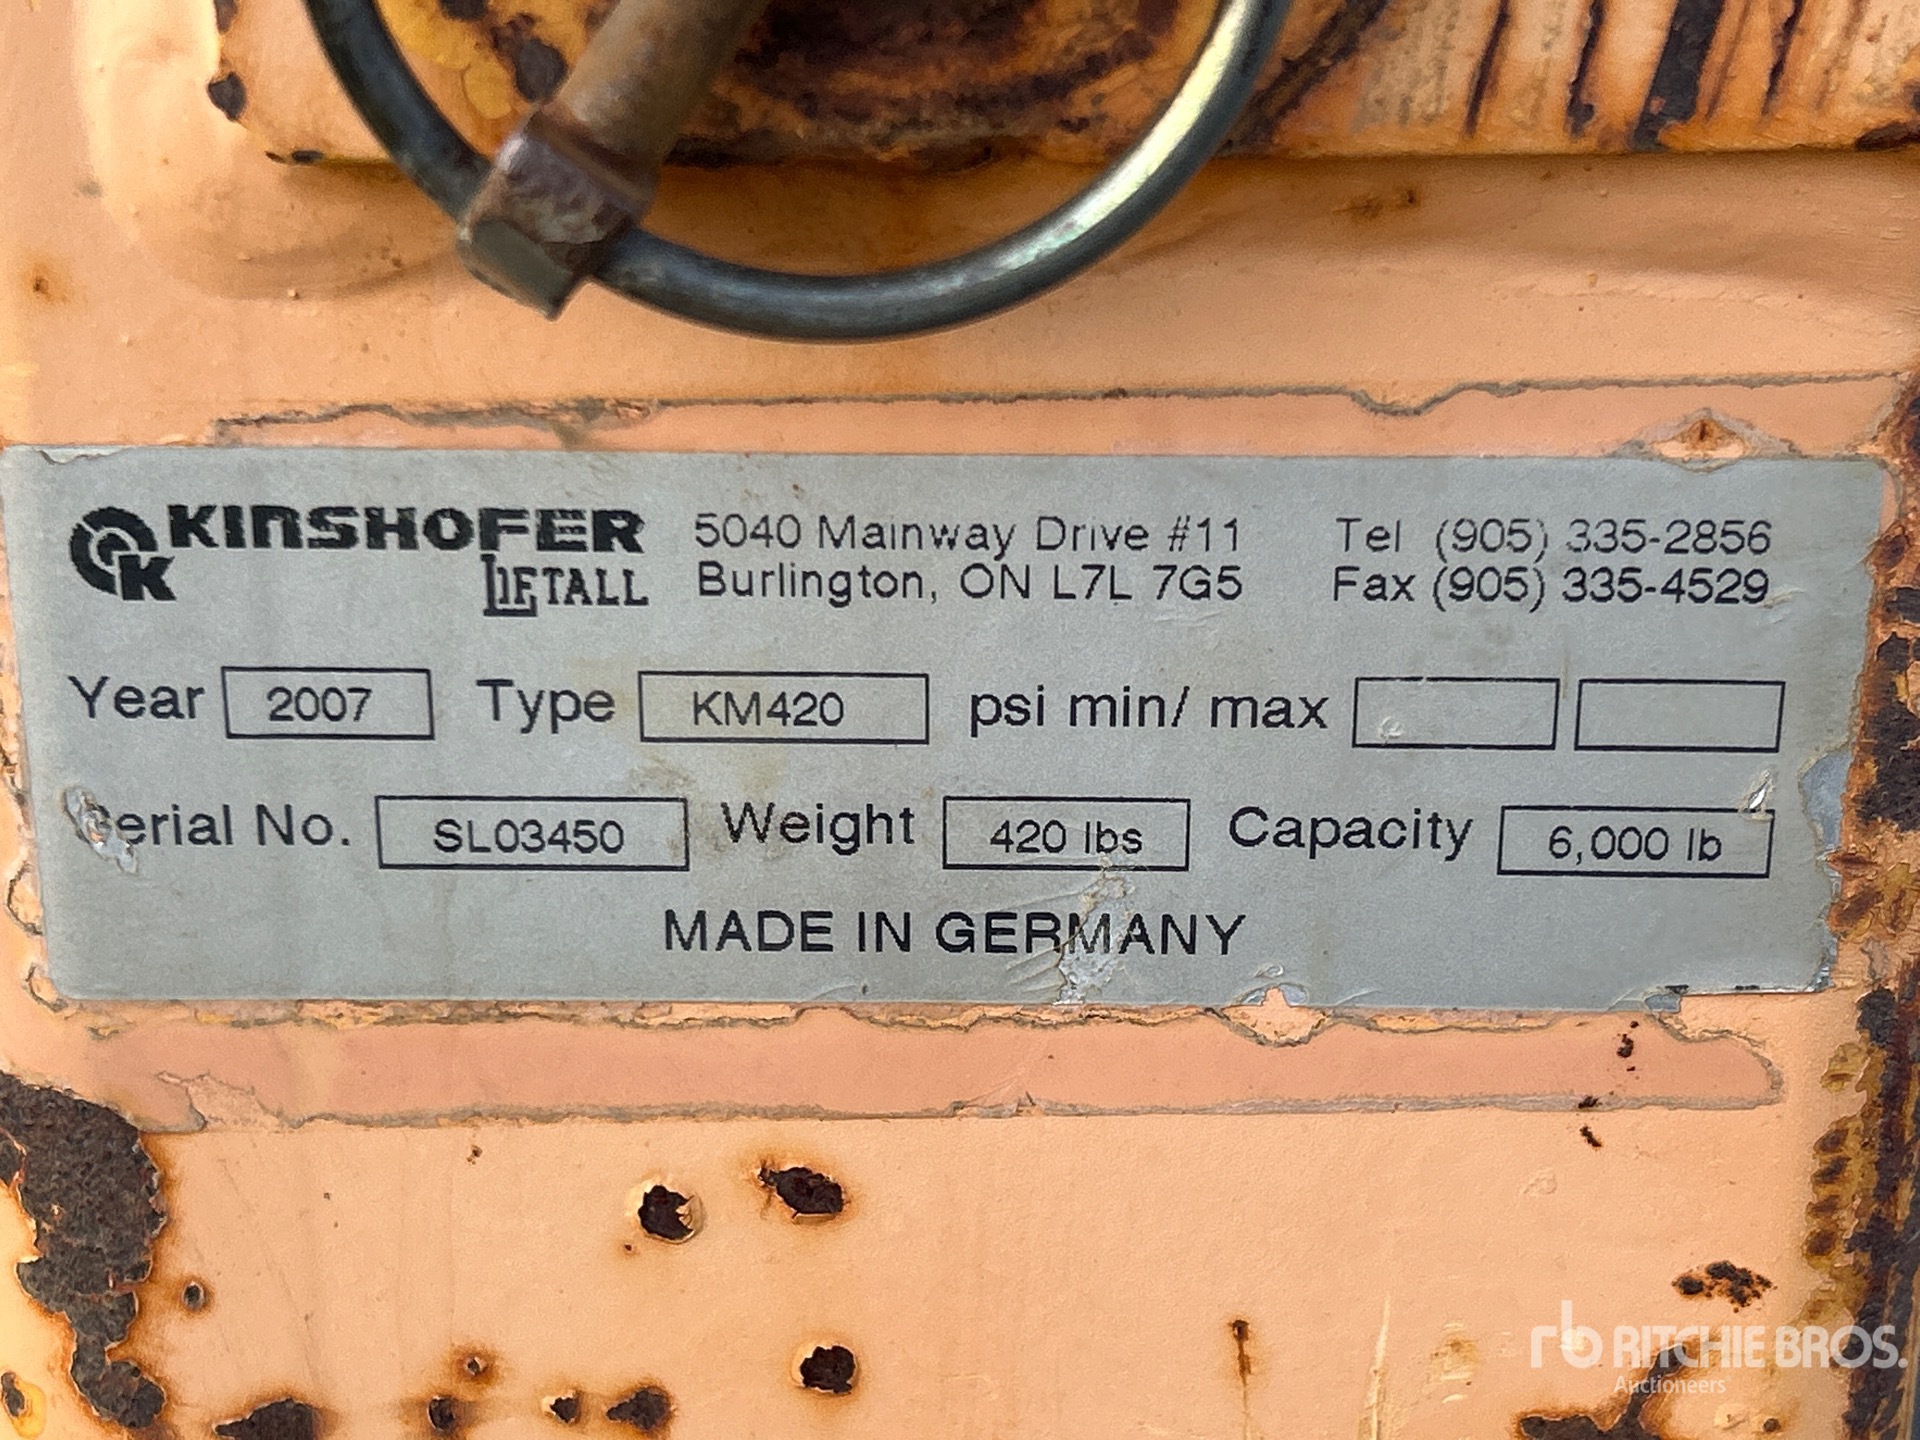 KINSHOFER
LIFTALL
5040 Mainway Drive #11
Burlington, ON L7L 7G5
Tel (905) 335-2856
Fax (905) 335-4529
Year 2007 Type KM420 psi min/ max
Serial No. SL03450 Weight 420 lbs Capacity 6,000 lb
MADE IN GERMANY
rb RITCHIE BROS.
Auctioneers